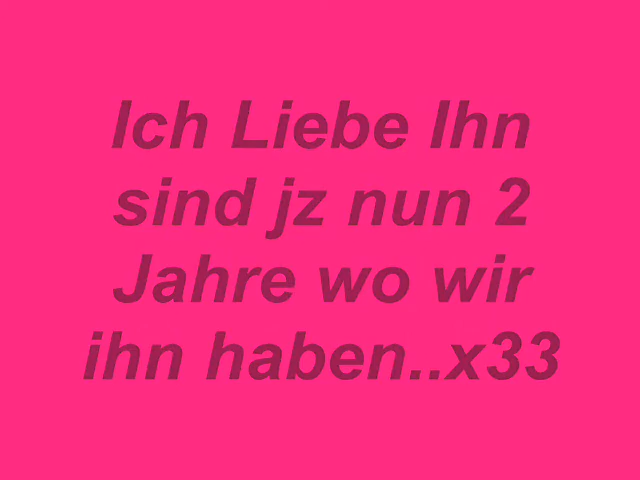 Ich Liebe Ihn
sind jz nun 2
Jahre wo wir
ihn haben..x33